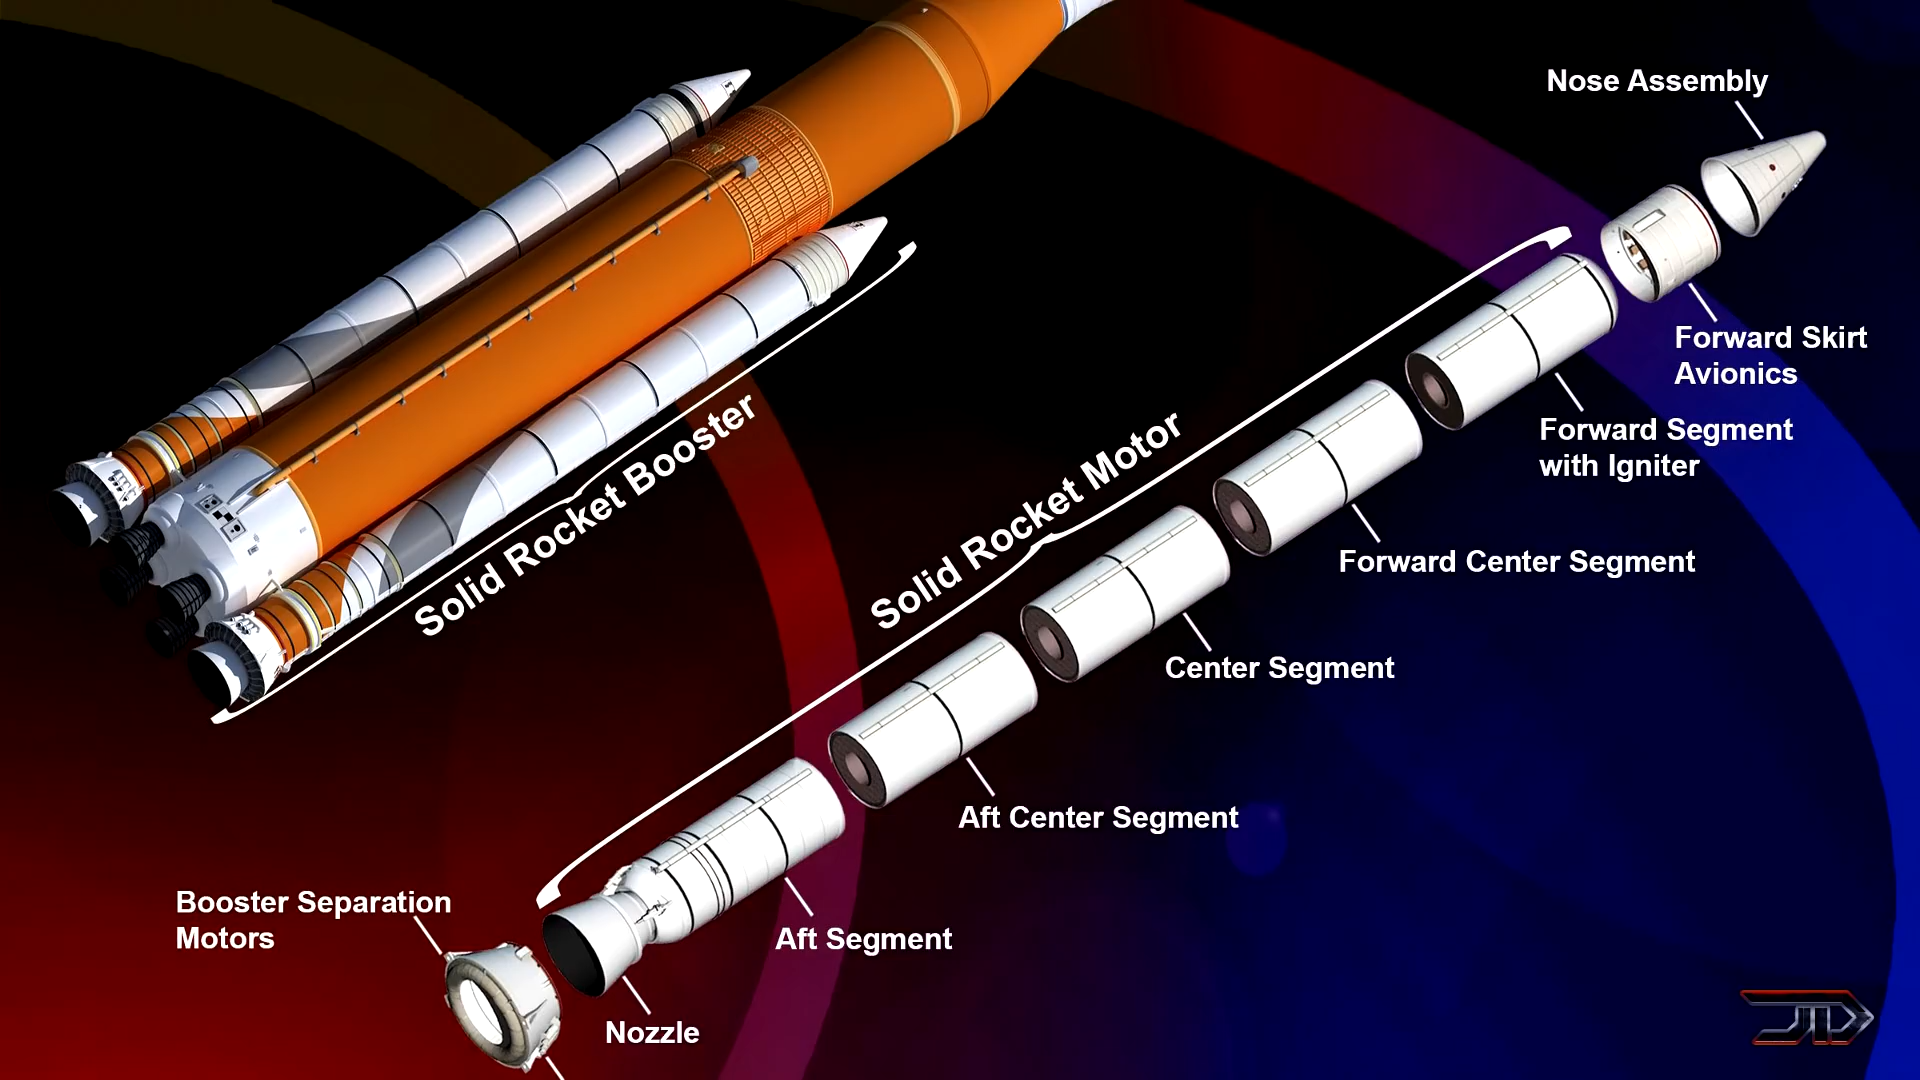 Nose Assembly
Forward Skirt
Avionics
Forward Segment
with Igniter
Solid Rocket Booster
Solid Rocket Motor
Forward Center Segment
Center Segment
Aft Center Segment
Booster Separation
Motors
Aft Segment
Nozzle